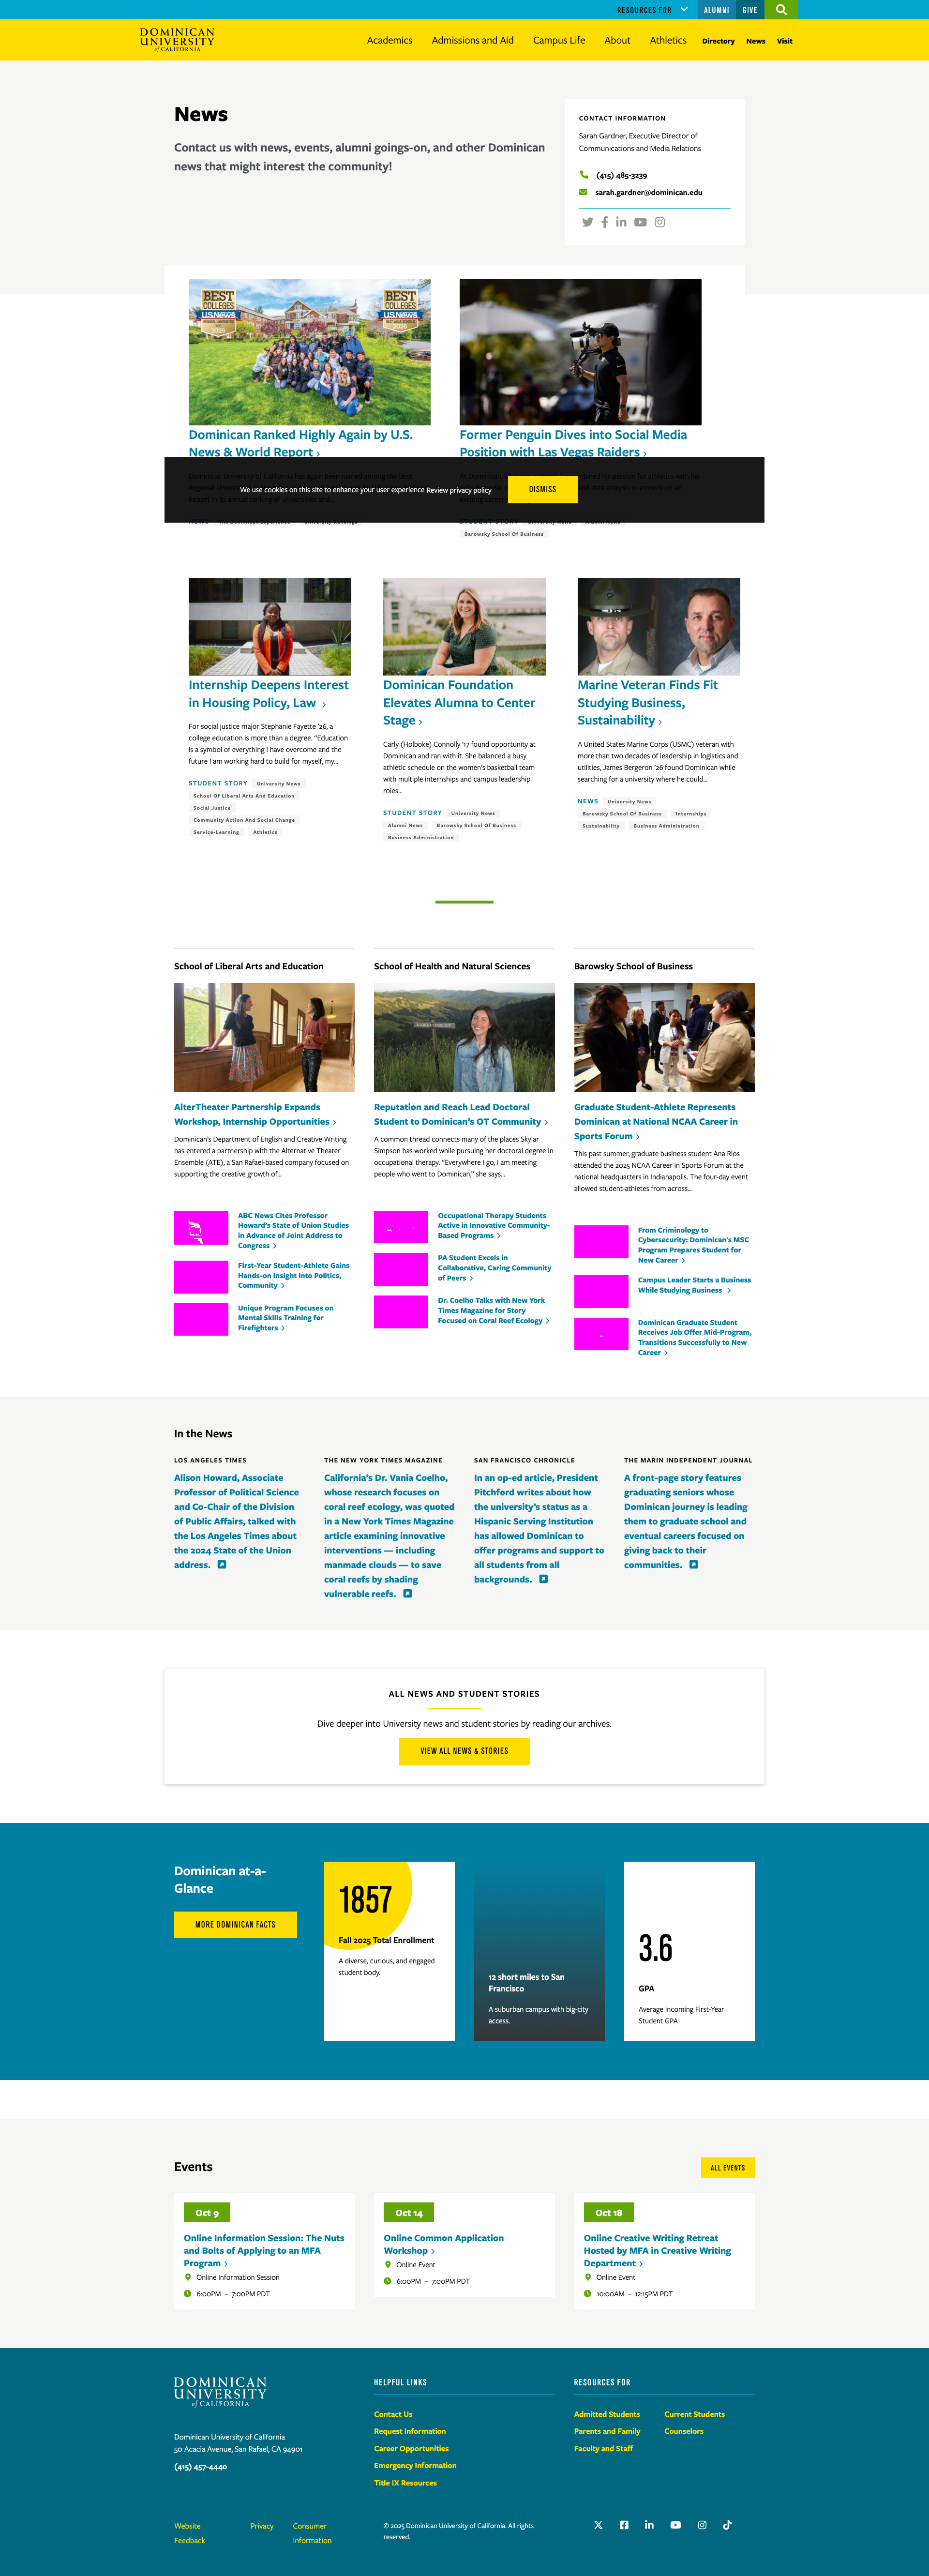 RESOURCES FOR
ALUMNI
GIVE
DOMINICAN
UNIVERSITY
of CALIFORNIA
Academics
Admissions and Aid
Campus Life
About
Athletics
Directory
News
Visit
News
Contact us with news, events, alumni goings-on, and other Dominican
news that might interest the community!
CONTACT INFORMATION
Sarah Gardner, Executive Director of
Communications and Media Relations
(415) 485-3239
sarah.gardner@dominican.edu
BEST
COLLEGES
U.S.News
BEST
COLLEGES
U.S.News
Dominican Ranked Highly Again by U.S.
News & World Report
Former Penguin Dives into Social Media
Position with Las Vegas Raiders
We use cookies on this site to enhance your user experience Review privacy policy
DISMISS
Barowsky School Of Business
Internship Deepens Interest
in Housing Policy, Law
For social justice major Stephanie Fayette '26, a
college education is more than a degree. "Education
is a symbol of everything I have overcome and the
future I am working hard to build for myself, my...
STUDENT STORY
University News
School Of Liberal Arts And Education
Social Justice
Community Action And Social Change
Service-Learning
Athletics
Dominican Foundation
Elevates Alumna to Center
Stage
Carly (Holboke) Connolly '17 found opportunity at
Dominican and ran with it. She balanced a busy
athletic schedule on the women's basketball team
with multiple internships and campus leadership
roles...
STUDENT STORY
University News
Alumni News
Barowsky School Of Business
Business Administration
Marine Veteran Finds Fit
Studying Business,
Sustainability
A United States Marine Corps (USMC) veteran with
more than two decades of leadership in logistics and
utilities, James Bergeron '26 found Dominican while
searching for a university where he could...
NEWS
University News
Barowsky School Of Business
Internships
Sustainability
Business Administration
School of Liberal Arts and Education
AlterTheater Partnership Expands
Workshop, Internship Opportunities
Dominican's Department of English and Creative Writing
has entered a partnership with the Alternative Theater
Ensemble (ATE), a San Rafael-based company focused on
supporting the creative growth of...
ABC News Cites Professor
Howard's State of Union Studies
in Advance of Joint Address to
Congress
First-Year Student-Athlete Gains
Hands-on Insight Into Politics,
Community
Unique Program Focuses on
Mental Skills Training for
Firefighters
School of Health and Natural Sciences
Reputation and Reach Lead Doctoral
Student to Dominican's OT Community
A common thread connects many of the places Skylar
Simpson has worked while pursuing her doctoral degree in
occupational therapy. "Everywhere I go, I am meeting
people who went to Dominican," she says...
Occupational Therapy Students
Active in Innovative Community-
Based Programs
PA Student Excels in
Collaborative, Caring Community
of Peers
Dr. Coelho Talks with New York
Times Magazine for Story
Focused on Coral Reef Ecology
Barowsky School of Business
Graduate Student-Athlete Represents
Dominican at National NCAA Career in
Sports Forum
This past summer, graduate business student Ana Rios
attended the 2025 NCAA Career in Sports Forum at the
national headquarters in Indianapolis. The four-day event
allowed student-athletes from across...
From Criminology to
Cybersecurity: Dominican's MSC
Program Prepares Student for
New Career
Campus Leader Starts a Business
While Studying Business
Dominican Graduate Student
Receives Job Offer Mid-Program,
Transitions Successfully to New
Career
In the News
LOS ANGELES TIMES
Alison Howard, Associate
Professor of Political Science
and Co-Chair of the Division
of Public Affairs, talked with
the Los Angeles Times about
the 2024 State of the Union
address.
THE NEW YORK TIMES MAGAZINE
California's Dr. Vania Coelho,
whose research focuses on
coral reef ecology, was quoted
in a New York Times Magazine
article examining innovative
interventions — including
manmade clouds — to save
coral reefs by shading
vulnerable reefs.
SAN FRANCISCO CHRONICLE
In an op-ed article, President
Pitchford writes about how
the university's status as a
Hispanic Serving Institution
has allowed Dominican to
offer programs and support to
all students from all
backgrounds.
THE MARIN INDEPENDENT JOURNAL
A front-page story features
graduating seniors whose
Dominican journey is leading
them to graduate school and
eventual careers focused on
giving back to their
communities.
ALL NEWS AND STUDENT STORIES
Dive deeper into University news and student stories by reading our archives.
VIEW ALL NEWS & STORIES
Dominican at-a-
Glance
MORE DOMINICAN FACTS
1857
Fall 2025 Total Enrollment
A diverse, curious, and engaged
student body.
12 short miles to San
Francisco
A suburban campus with big-city
access.
3.6
GPA
Average Incoming First-Year
Student GPA
Events
ALL EVENTS
Oct 9
Online Information Session: The Nuts
and Bolts of Applying to an MFA
Program
Online Information Session
6:00PM – 7:00PM PDT
Oct 14
Online Common Application
Workshop
Online Event
6:00PM – 7:00PM PDT
Oct 18
Online Creative Writing Retreat
Hosted by MFA in Creative Writing
Department
Online Event
10:00AM – 12:15PM PDT
DOMINICAN
UNIVERSITY
of CALIFORNIA
Dominican University of California
50 Acacia Avenue, San Rafael, CA 94901
(415) 457-4440
HELPFUL LINKS
Contact Us
Request Information
Career Opportunities
Emergency Information
Title IX Resources
RESOURCES FOR
Admitted Students
Current Students
Parents and Family
Counselors
Faculty and Staff
Website
Feedback
Privacy
Consumer
Information
© 2025 Dominican University of California. All rights
reserved.